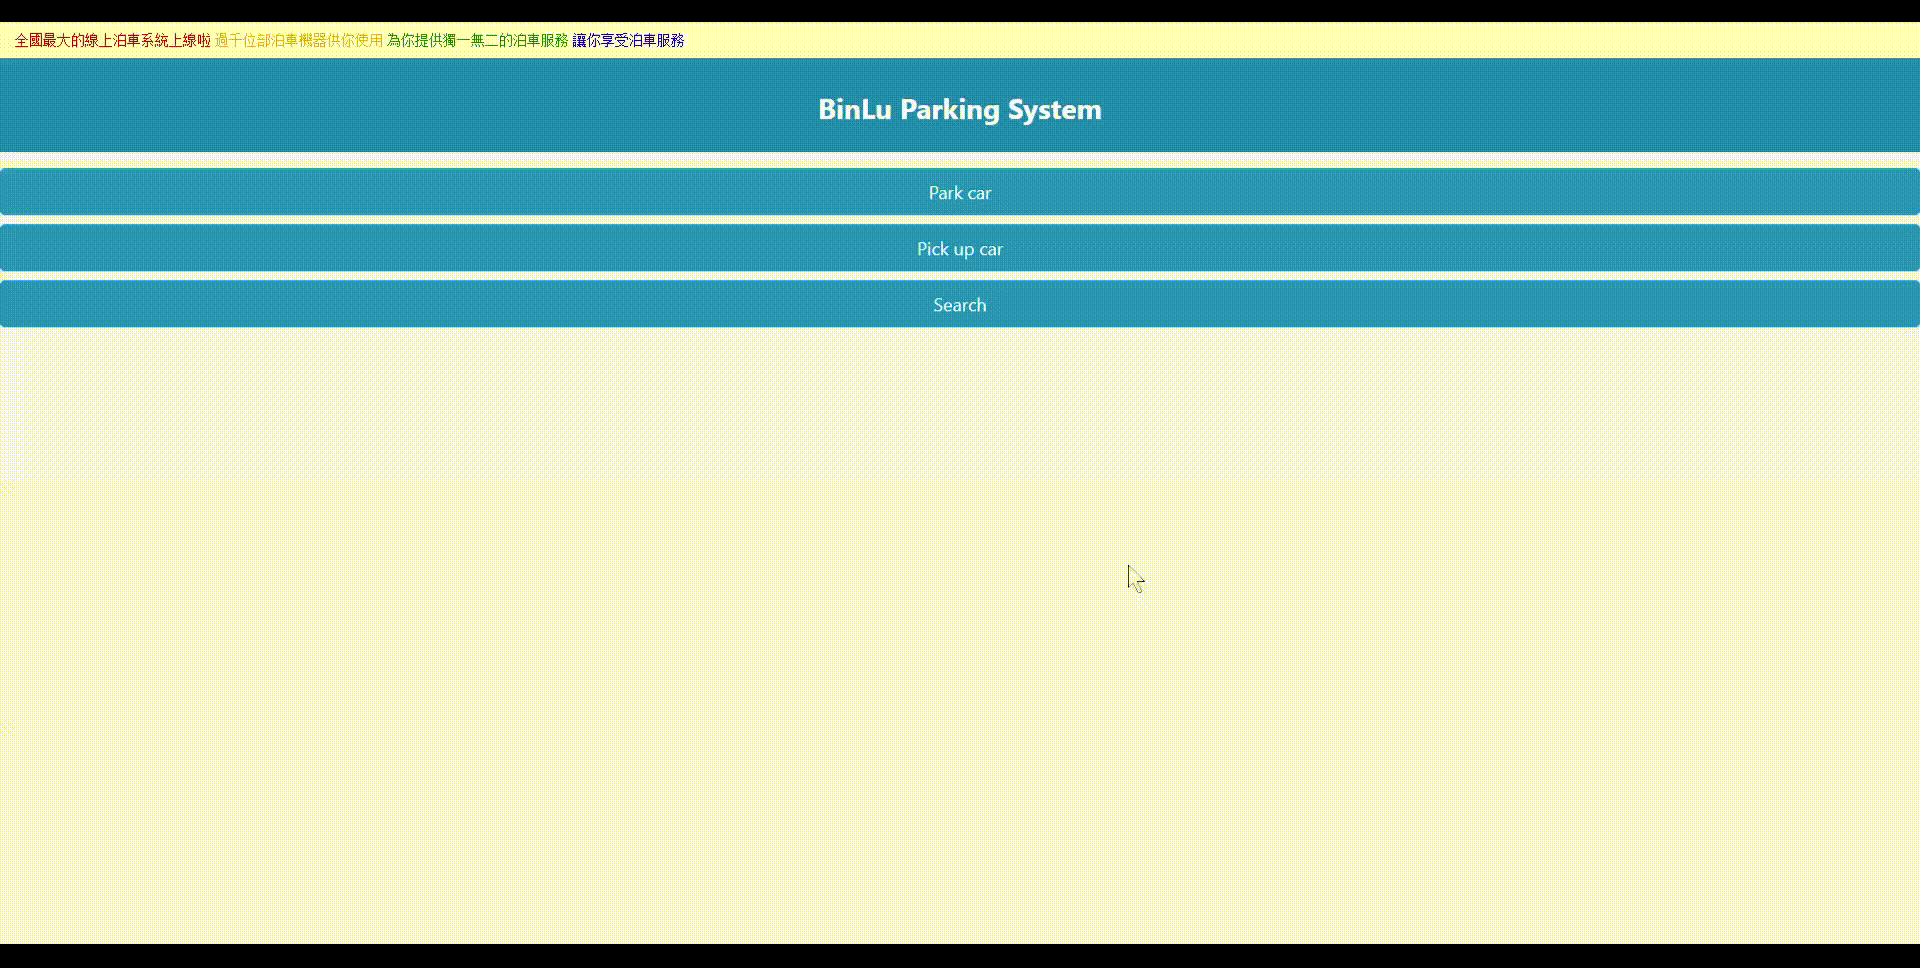 全國最大的線上泊車系統上線啦 過千位部泊車機器供你使用 為你提供獨一無二的泊車服務 讓你享受泊車服務
BinLu Parking System
Park car
Pick up car
Search